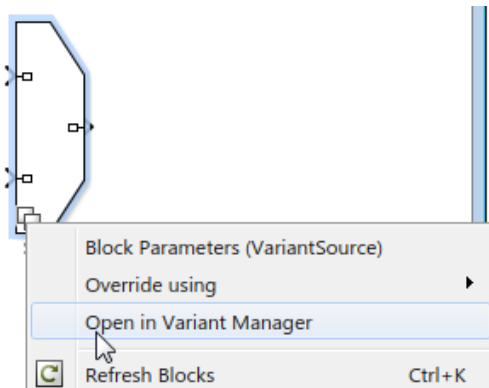 Block Parameters (VariantSource)
Override using
Open in Variant Manager
Refresh Blocks Ctrl+K